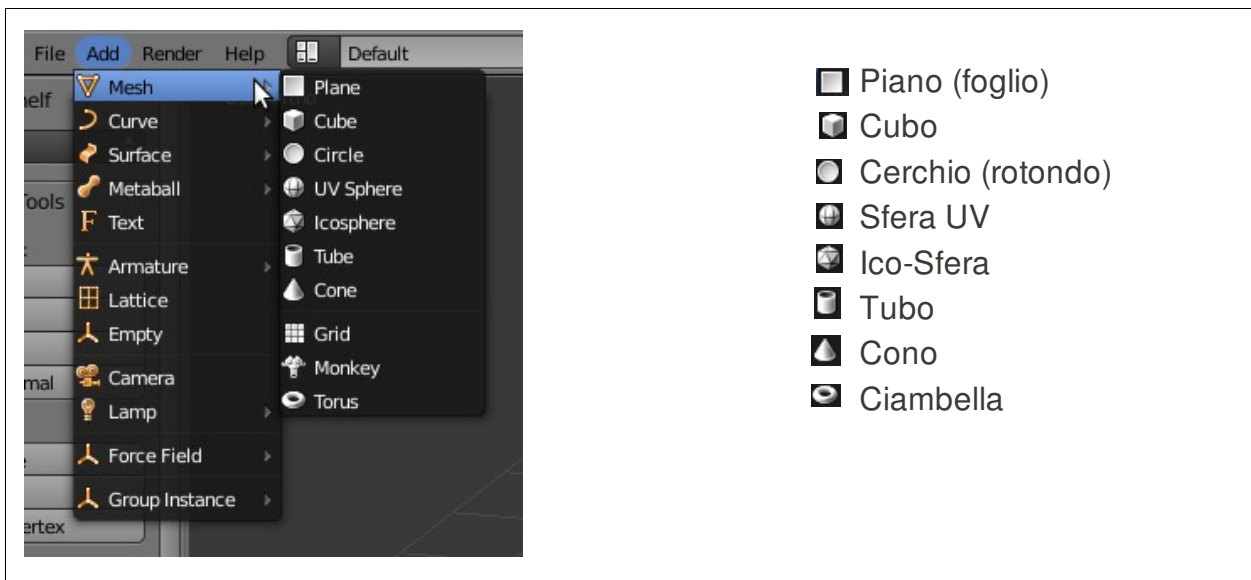 File Add Render Help Default
elf
Mesh
Curve
Surface
Metaball
ools
Text
Armature
Lattice
Empty
mal
Camera
Lamp
Force Field
Group Instance
ertex
Plane
Cube
Circle
UV Sphere
Icosphere
Tube
Cone
Grid
Monkey
Torus
Piano (foglio)
Cubo
Cerchio (rotondo)
Sfera UV
Ico-Sfera
Tubo
Cono
Ciambella